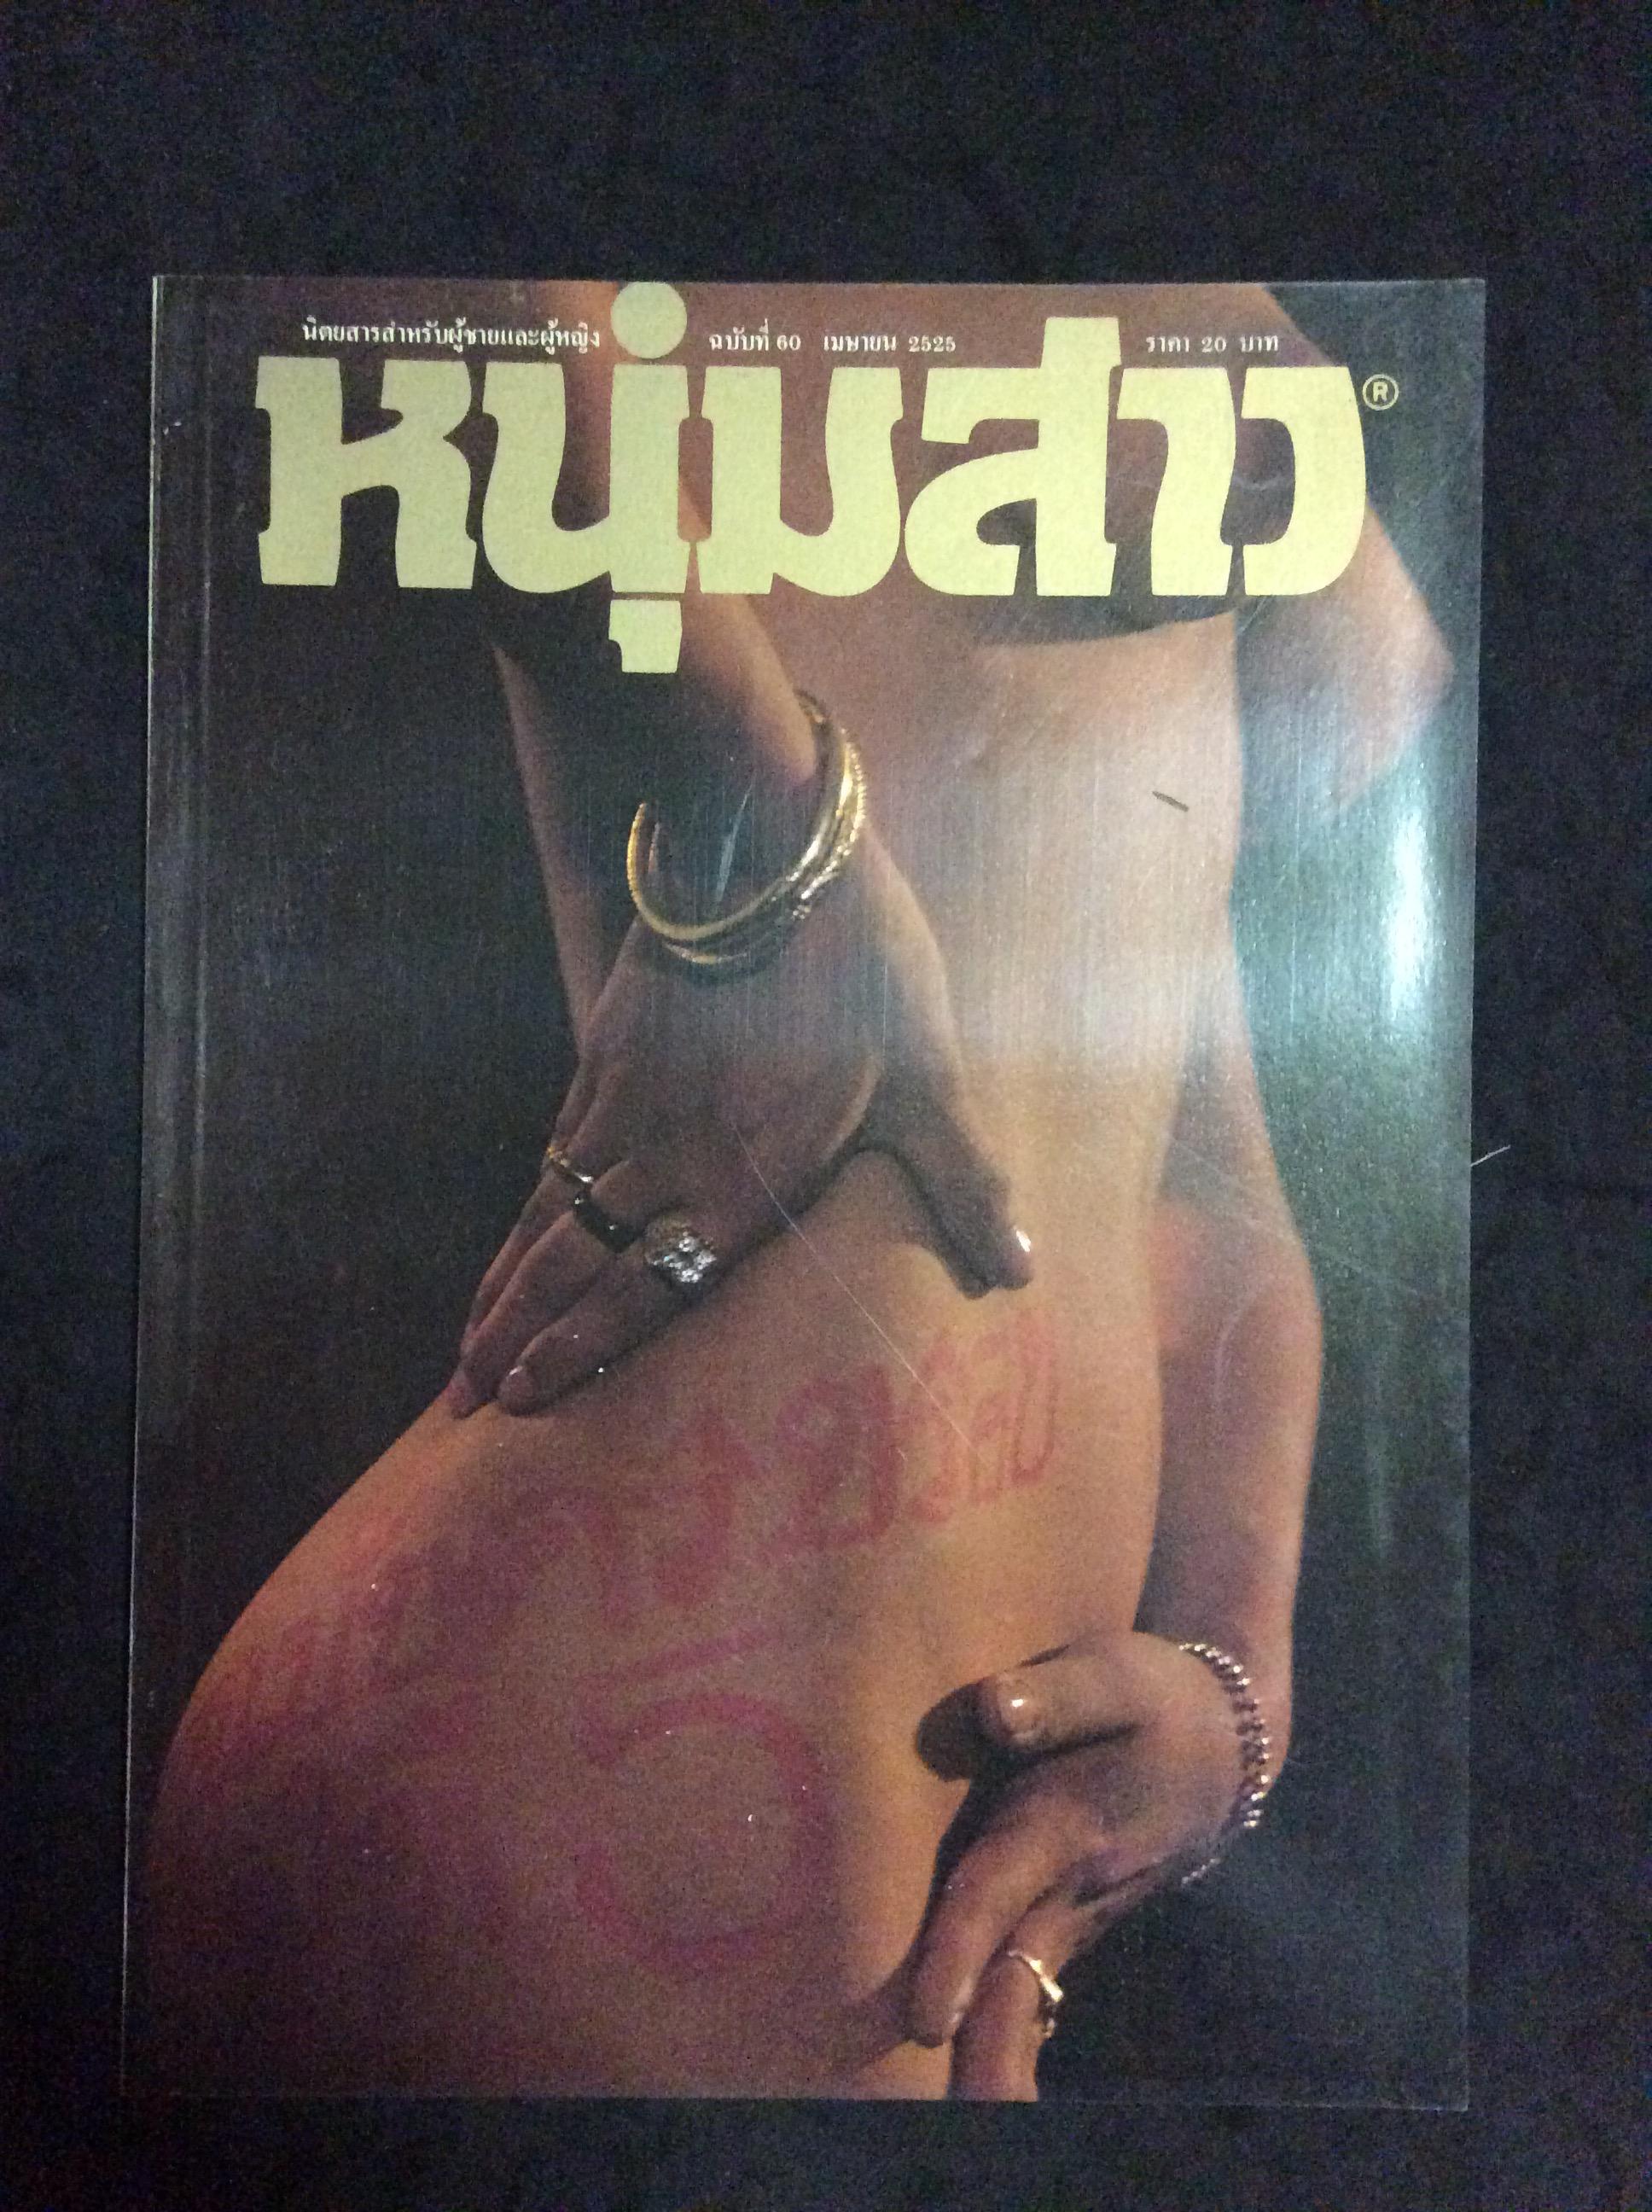 นิตยสารสำหรับผู้ชายและผู้หญิง ฉบับที่ 60 เมษายน 2525 ราคา 20 บาท
หนุ่มสาว ®